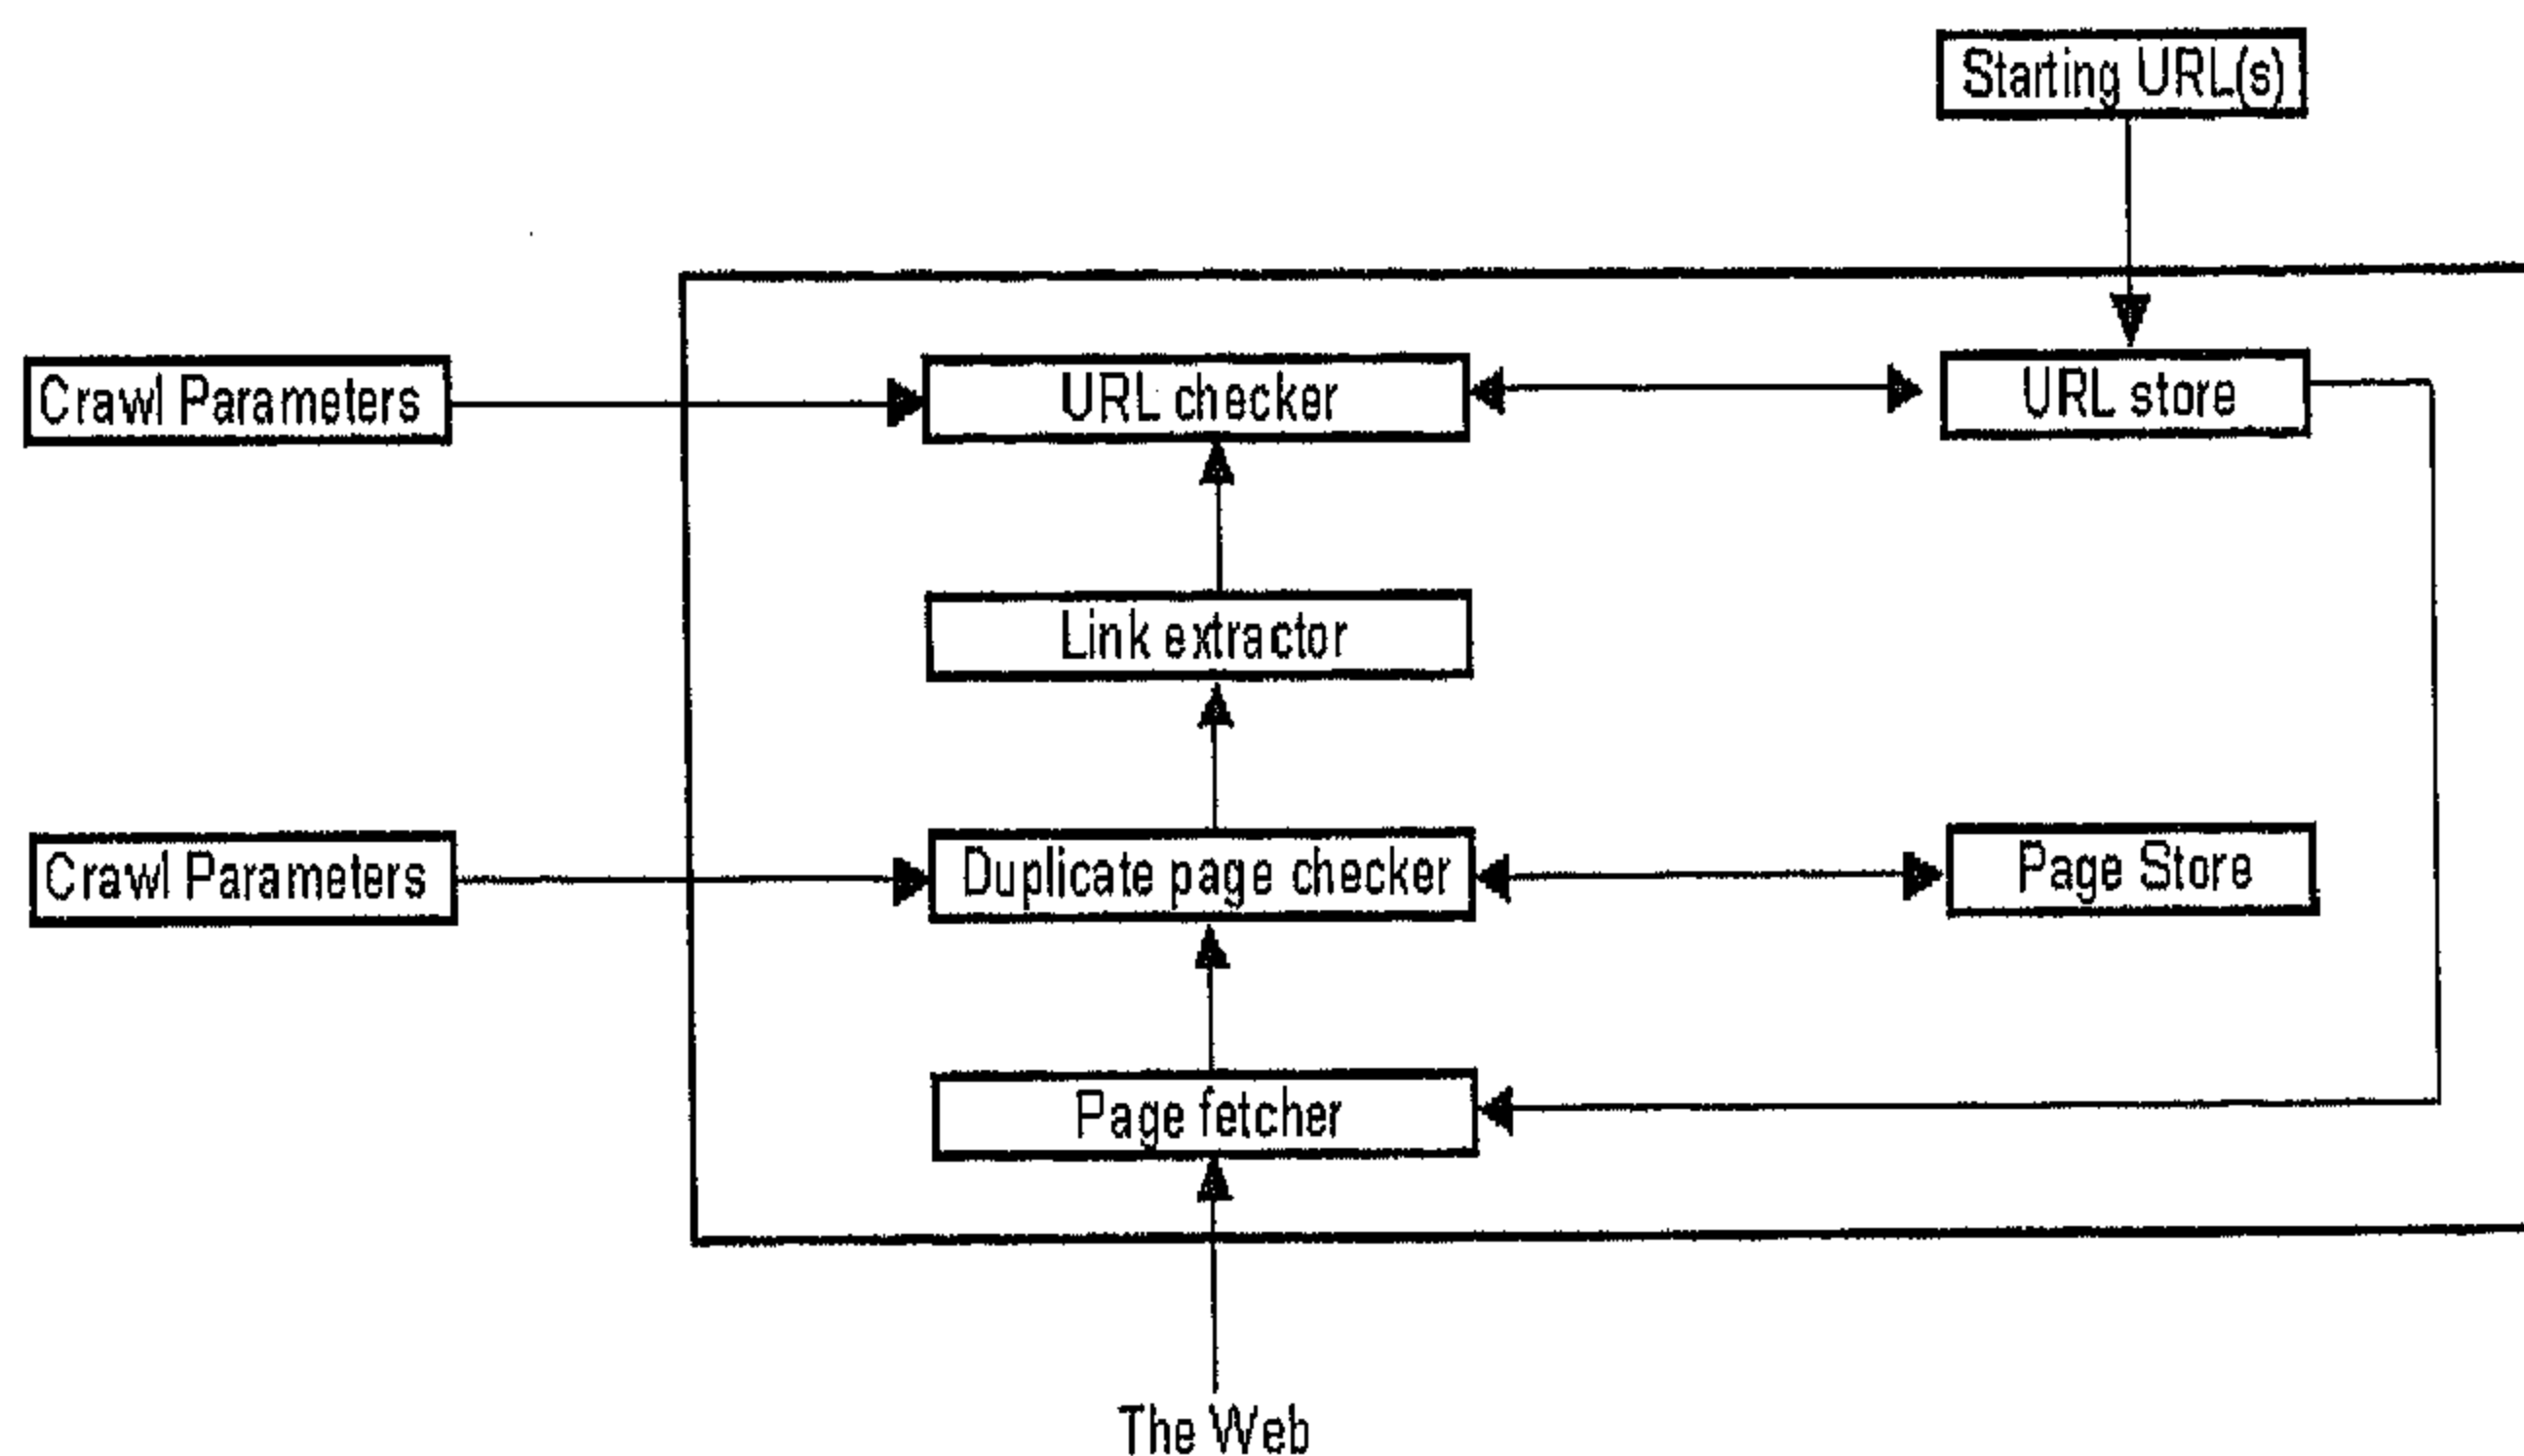 Starting URL(s)
Crawl Parameters
URL checker
URL store
Link extractor
Crawl Parameters
Duplicate page checker
Page Store
Page fetcher
The Web